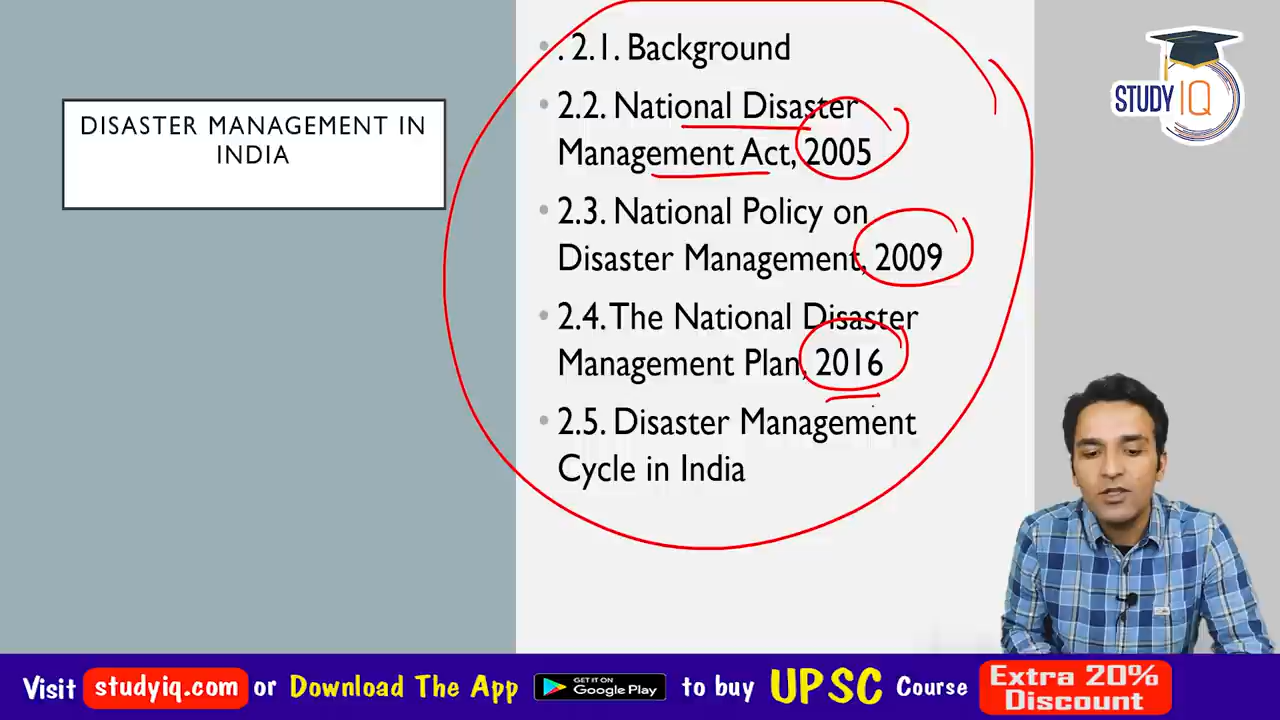 DISASTER MANAGEMENT IN
INDIA
. 2.1. Background
2.2. National Disaster
Management Act, 2005
2.3. National Policy on
Disaster Management, 2009
2.4. The National Disaster
Management Plan, 2016
2.5. Disaster Management
Cycle in India
STUDY IQ
Visit studyiq.com or Download The App GET IT ON Google Play to buy UPSC Course Extra 20% Discount